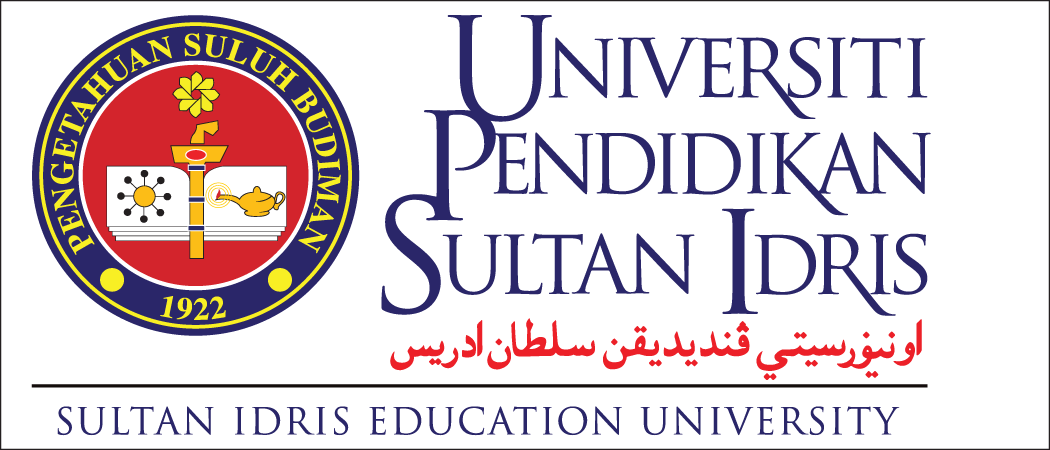 PENGETAHUAN SULUH BUDIMAN
1922
UNIVERSITI
PENDIDIKAN
SULTAN IDRIS
اونيۏرسيتي ڤنديديقن سلطان ادريس
SULTAN IDRIS EDUCATION UNIVERSITY